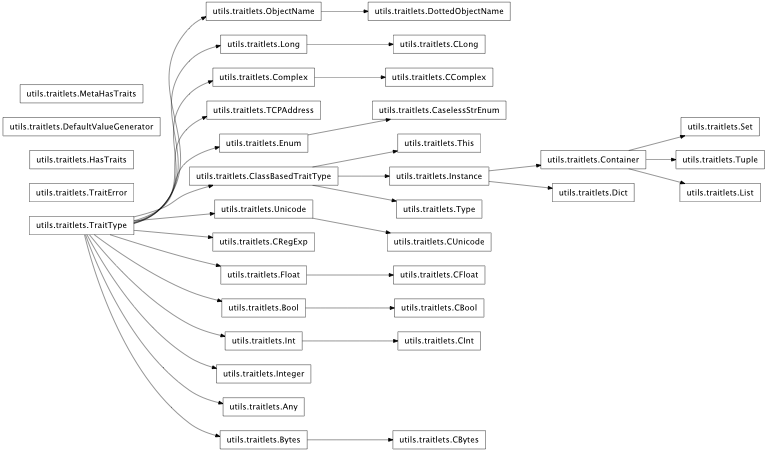 utils.traitlets.ObjectName
utils.traitlets.DottedObjectName
utils.traitlets.Long
utils.traitlets.CLong
utils.traitlets.Complex
utils.traitlets.CComplex
utils.traitlets.MetaHasTraits
utils.traitlets.TCPAddress
utils.traitlets.CaselessStrEnum
utils.traitlets.DefaultValueGenerator
utils.traitlets.Set
utils.traitlets.Enum
utils.traitlets.This
utils.traitlets.HasTraits
utils.traitlets.Container
utils.traitlets.Tuple
utils.traitlets.ClassBasedTraitType
utils.traitlets.Instance
utils.traitlets.TraitError
utils.traitlets.Dict
utils.traitlets.List
utils.traitlets.Unicode
utils.traitlets.Type
utils.traitlets.TraitType
utils.traitlets.CRegExp
utils.traitlets.CUnicode
utils.traitlets.Float
utils.traitlets.CFloat
utils.traitlets.Bool
utils.traitlets.CBool
utils.traitlets.Int
utils.traitlets.CInt
utils.traitlets.Integer
utils.traitlets.Any
utils.traitlets.Bytes
utils.traitlets.CBytes